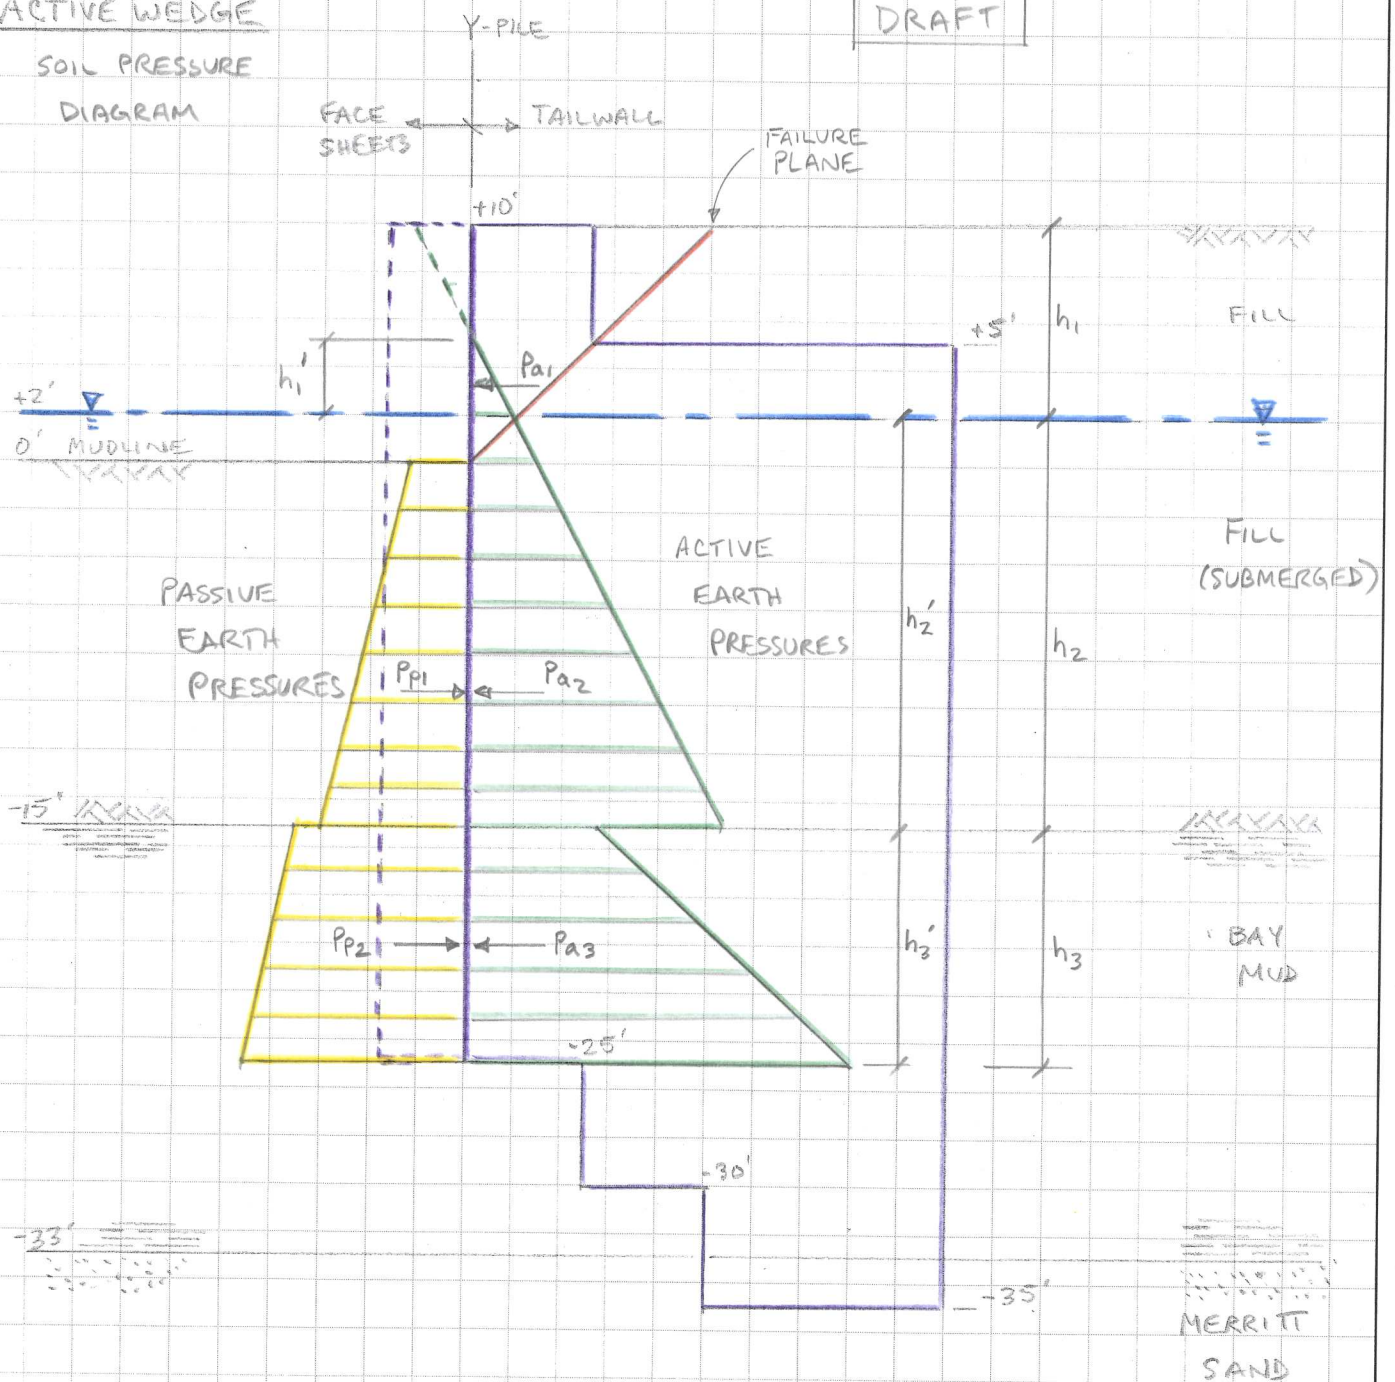 ACTIVE WEDGE
SOIL PRESSURE
DIAGRAM
Y-PILE
DRAFT
FACE
SHEETS
TAILWALL
FAILURE
PLANE
+10'
+5'
h₁
FILL
h₁'
Pa₁
+2'
0' MUDLINE
ACTIVE
EARTH
PRESSURES
FILL
(SUBMERGED)
PASSIVE
EARTH
PRESSURES
h₂'
h₂
Pp₁
Pa₂
-15'
Pp₂
Pa₃
h₃'
h₃
BAY
MUD
-25'
-30'
-33'
-35'
MERRITT
SAND